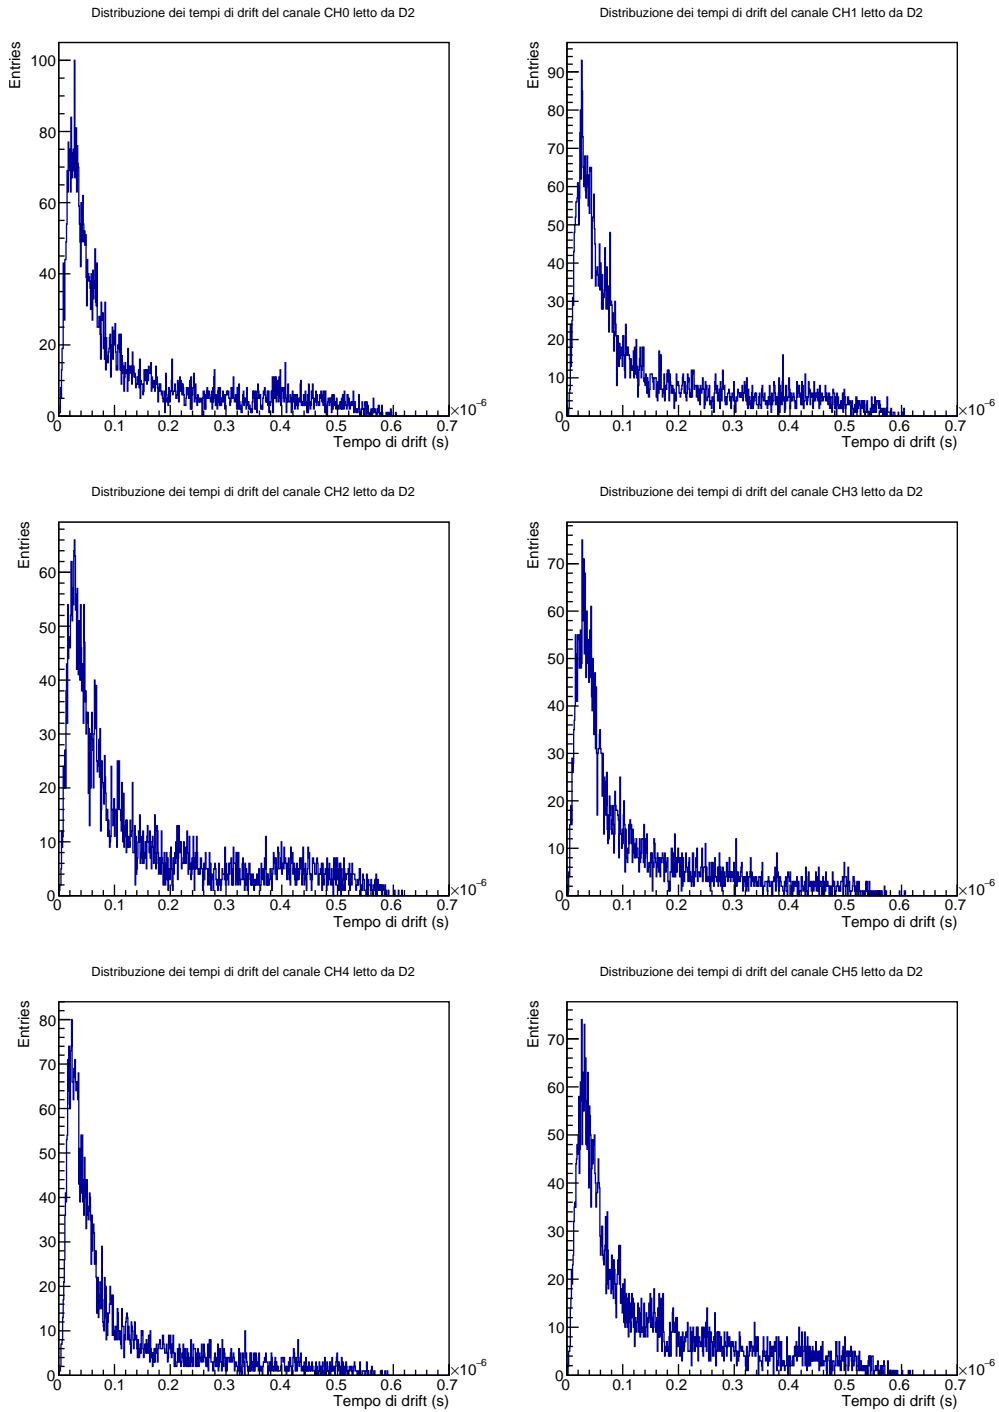 Distribuzione dei tempi di drift del canale CH0 letto da D2
Entries
100
80
60
40
20
0
0 0.1 0.2 0.3 0.4 0.5 0.6 0.7
×10⁻⁶
Tempo di drift (s)
Distribuzione dei tempi di drift del canale CH1 letto da D2
Entries
90
80
70
60
50
40
30
20
10
0
0 0.1 0.2 0.3 0.4 0.5 0.6 0.7
×10⁻⁶
Tempo di drift (s)
Distribuzione dei tempi di drift del canale CH2 letto da D2
Entries
60
50
40
30
20
10
0
0 0.1 0.2 0.3 0.4 0.5 0.6 0.7
×10⁻⁶
Tempo di drift (s)
Distribuzione dei tempi di drift del canale CH3 letto da D2
Entries
70
60
50
40
30
20
10
0
0 0.1 0.2 0.3 0.4 0.5 0.6 0.7
×10⁻⁶
Tempo di drift (s)
Distribuzione dei tempi di drift del canale CH4 letto da D2
Entries
80
70
60
50
40
30
20
10
0
0 0.1 0.2 0.3 0.4 0.5 0.6 0.7
×10⁻⁶
Tempo di drift (s)
Distribuzione dei tempi di drift del canale CH5 letto da D2
Entries
70
60
50
40
30
20
10
0
0 0.1 0.2 0.3 0.4 0.5 0.6 0.7
×10⁻⁶
Tempo di drift (s)